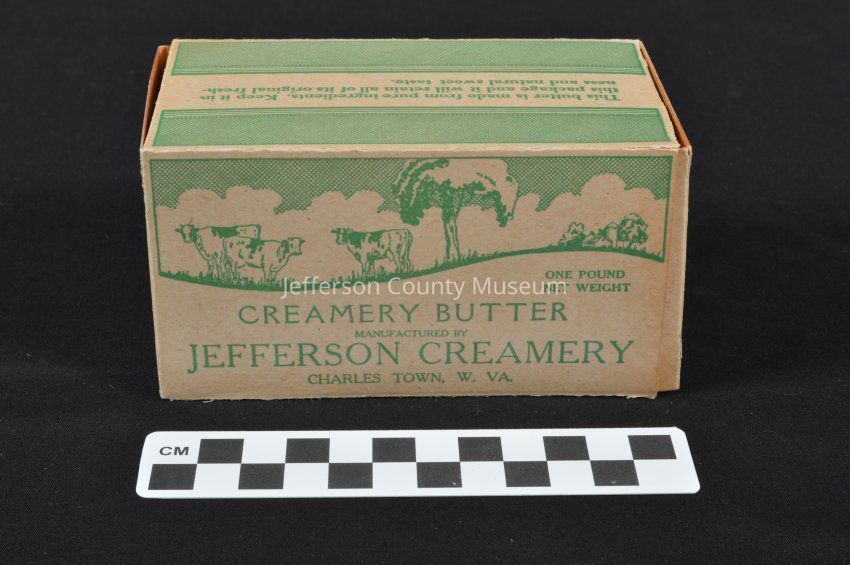 This butter is made from pure ingredients. Keep it in
this package and it will retain all of its original fresh-
ness and natural sweet taste.
ONE POUND
NET WEIGHT
Jefferson County Museum
CREAMERY BUTTER
MANUFACTURED BY
JEFFERSON CREAMERY
CHARLES TOWN, W. VA.
CM